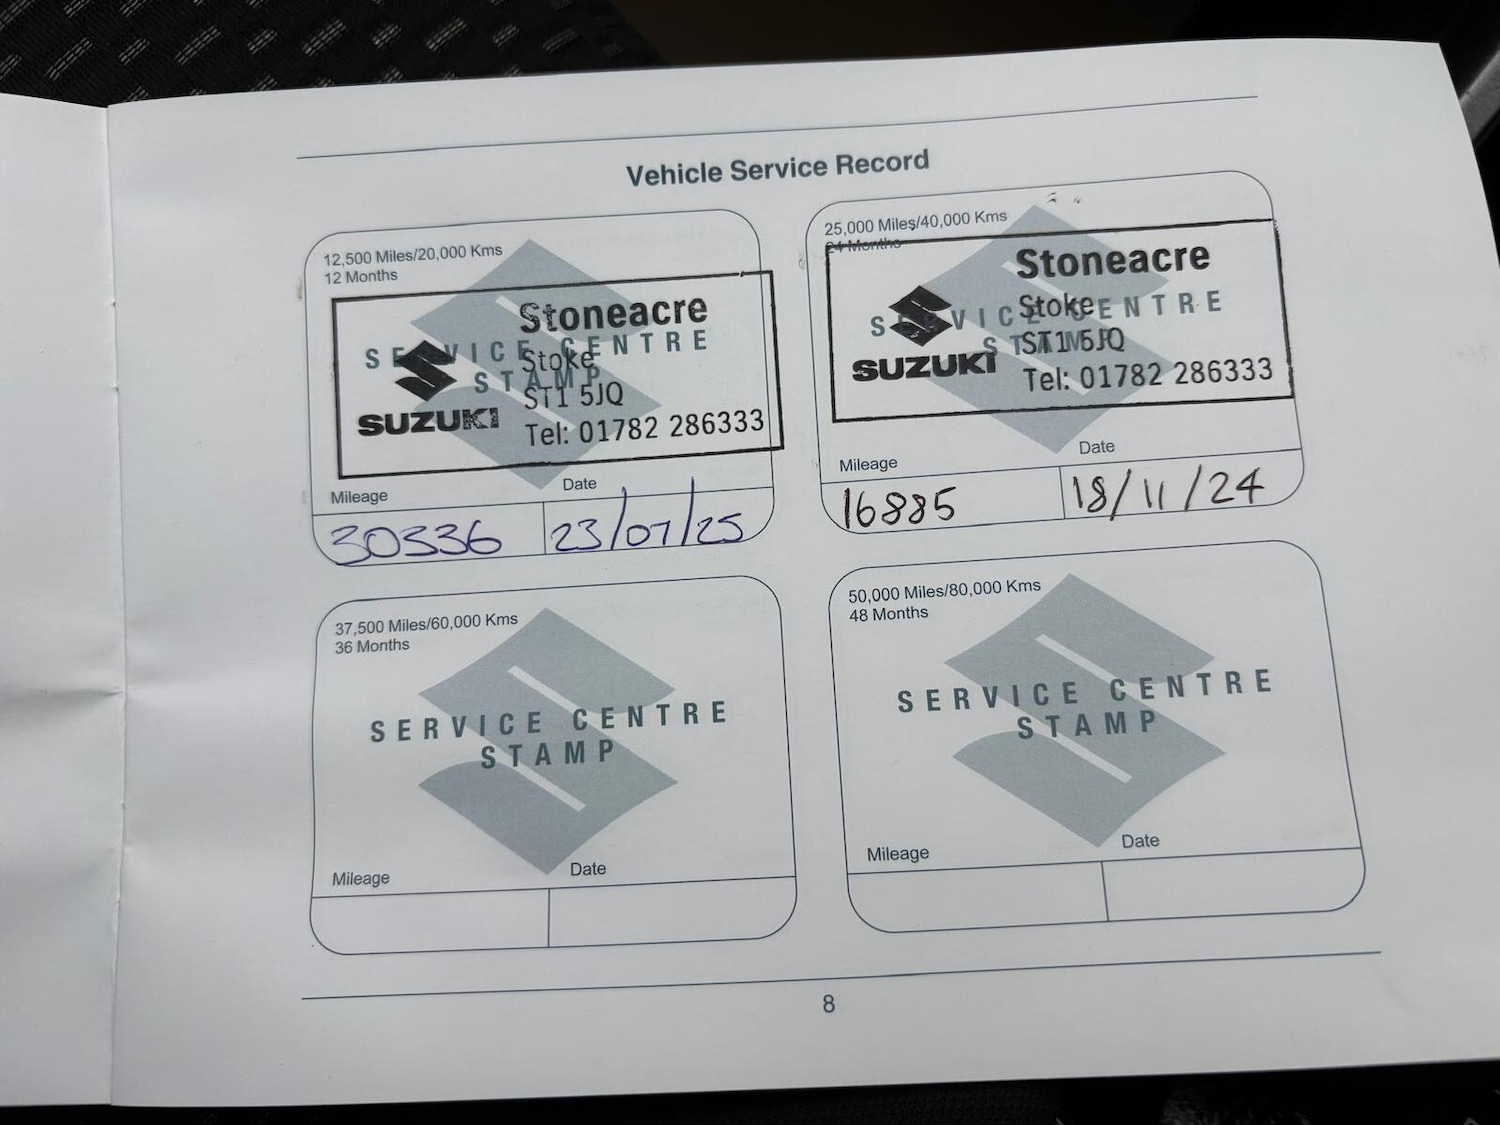 Vehicle Service Record
12,500 Miles/20,000 Kms
12 Months
SERVICE CENTRE
STAMP
Stoneacre
Stoke
ST1 5JQ
SUZUKI
Tel: 01782 286333
Mileage
Date
30336
23/07/25
25,000 Miles/40,000 Kms
24 Months
SERVICE CENTRE
STAMP
Stoneacre
Stoke
ST1 5JQ
SUZUKI
Tel: 01782 286333
Mileage
Date
16885
18/11/24
37,500 Miles/60,000 Kms
36 Months
SERVICE CENTRE
STAMP
Mileage
Date
50,000 Miles/80,000 Kms
48 Months
SERVICE CENTRE
STAMP
Mileage
Date
8